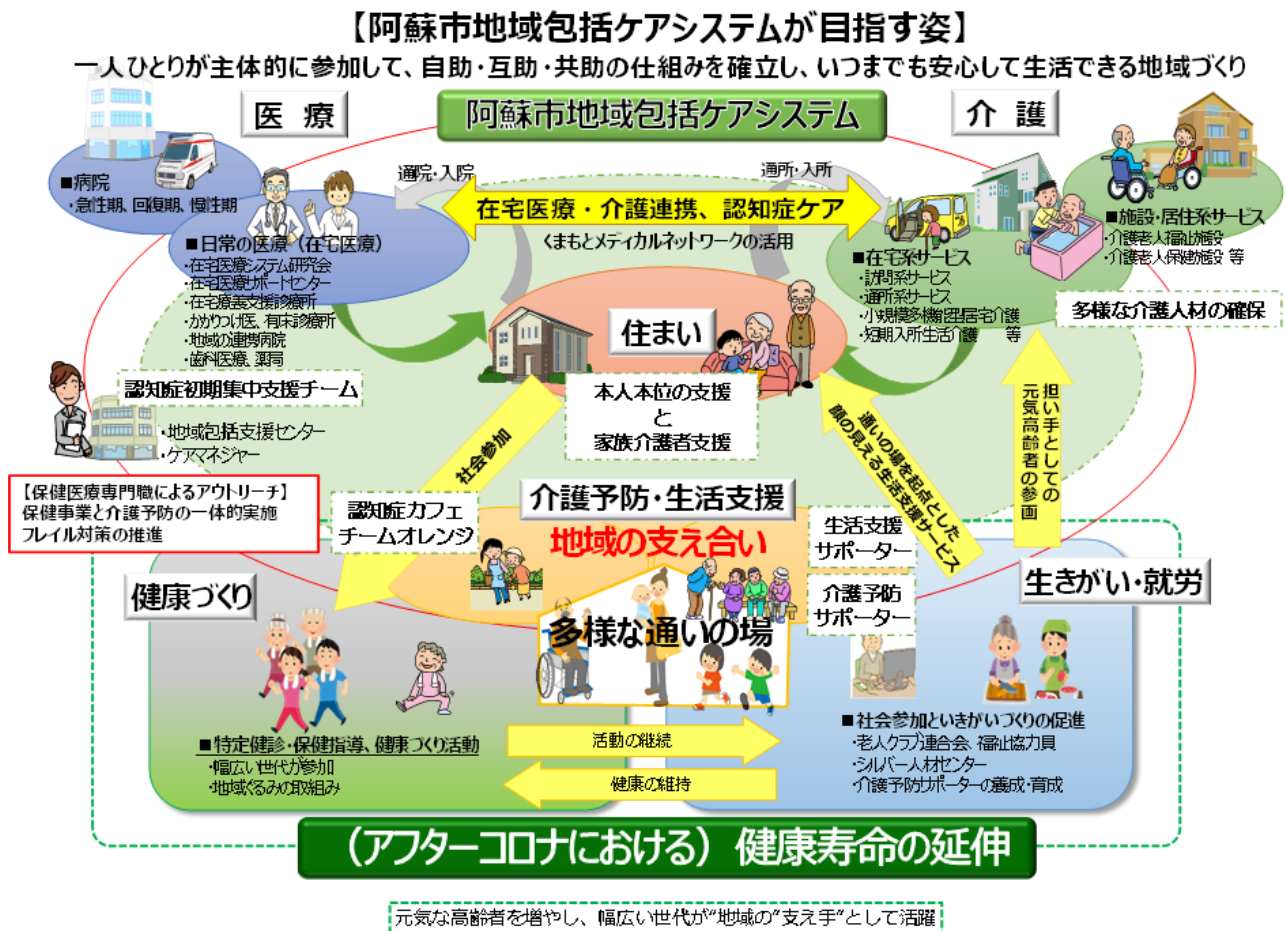 【阿蘇市地域包括ケアシステムが目指す姿】
一人ひとりが主体的に参加して、自助・互助・共助の仕組みを確立し、いつまでも安心して生活できる地域づくり
医 療
阿蘇市地域包括ケアシステム
介 護
■病院
・急性期、回復期、慢性期
通院・入院
通所・入所
在宅医療・介護連携、認知症ケア
くまもとメディカルネットワークの活用
■日常の医療（在宅医療）
・在宅医療システム研究会
・在宅医療サポートセンター
・在宅療養支援診療所
・かかりつけ医、有床診療所
・地域の連携病院
・歯科医療、薬局
■在宅系サービス
・訪問系サービス
・通所系サービス
・小規模多機能型居宅介護
・短期入所生活介護 等
■施設・居住系サービス
・介護老人福祉施設
・介護老人保健施設 等
多様な介護人材の確保
住まい
本人本位の支援
と
家族介護者支援
認知症初期集中支援チーム
・地域包括支援センター
・ケアマネジャー
【保健医療専門職によるアウトリーチ】
保健事業と介護予防の一体的実施
フレイル対策の推進
社会参加
通いの場を起点とした
顔の見える生活支援サービス
担い手としての
元気高齢者の参画
介護予防・生活支援
地域の支え合い
認知症カフェ
チームオレンジ
生活支援
サポーター
介護予防
サポーター
多様な通いの場
健康づくり
生きがい・就労
■特定健診・保健指導、健康づくり活動
・幅広い世代が参加
・地域ぐるみの取組み
活動の継続
健康の維持
■社会参加といきがいづくりの促進
・老人クラブ連合会、福祉協力員
・シルバー人材センター
・介護予防サポーターの養成・育成
（アフターコロナにおける）健康寿命の延伸
元気な高齢者を増やし、幅広い世代が“地域の”支え手”として活躍